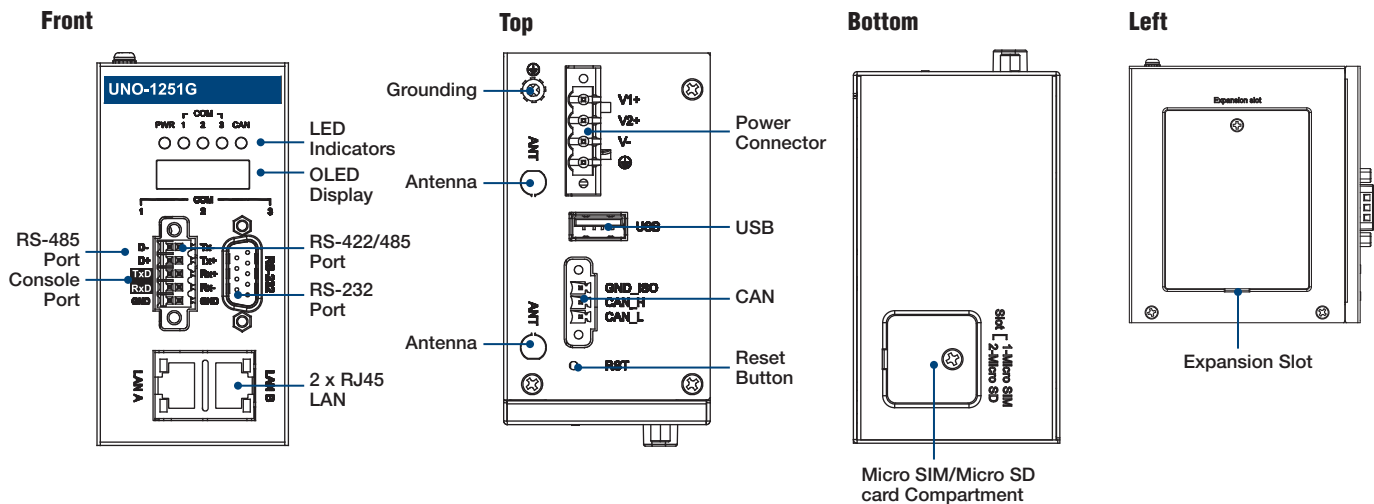 Front
UNO-1251G
COM
PWR 1 2 3 CAN
LED
Indicators
OLED
Display
COM
1 2 3
RS-485
Port
Console
Port
D-
D+
TxD
RxD
GND
Tx-
Tx+
Rx+
Rx-
GND
RS-232
RS-422/485
Port
RS-232
Port
LAN A
LAN B
2 x RJ45
LAN
Top
Grounding
V1+
V2+
V-
Power
Connector
ANT
Antenna
USB
USB
GND_ISO
CAN_H
CAN_L
CAN
ANT
Antenna
RST
Reset
Button
Bottom
Slot
1-Micro SIM
2-Micro SD
Micro SIM/Micro SD
card Compartment
Left
Expansion slot
Expansion Slot